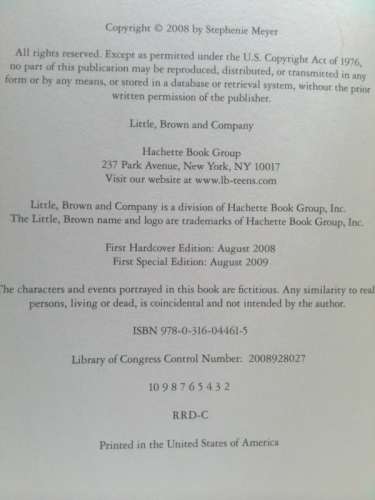 Copyright © 2008 by Stephenie Meyer
All rights reserved. Except as permitted under the U.S. Copyright Act of 1976,
no part of this publication may be reproduced, distributed, or transmitted in any
form or by any means, or stored in a database or retrieval system, without the prior
written permission of the publisher.
Little, Brown and Company
Hachette Book Group
237 Park Avenue, New York, NY 10017
Visit our website at www.lb-teens.com
Little, Brown and Company is a division of Hachette Book Group, Inc.
The Little, Brown name and logo are trademarks of Hachette Book Group, Inc.
First Hardcover Edition: August 2008
First Special Edition: August 2009
The characters and events portrayed in this book are fictitious. Any similarity to real
persons, living or dead, is coincidental and not intended by the author.
ISBN 978-0-316-04461-5
Library of Congress Control Number: 2008928027
10 9 8 7 6 5 4 3 2
RRD-C
Printed in the United States of America